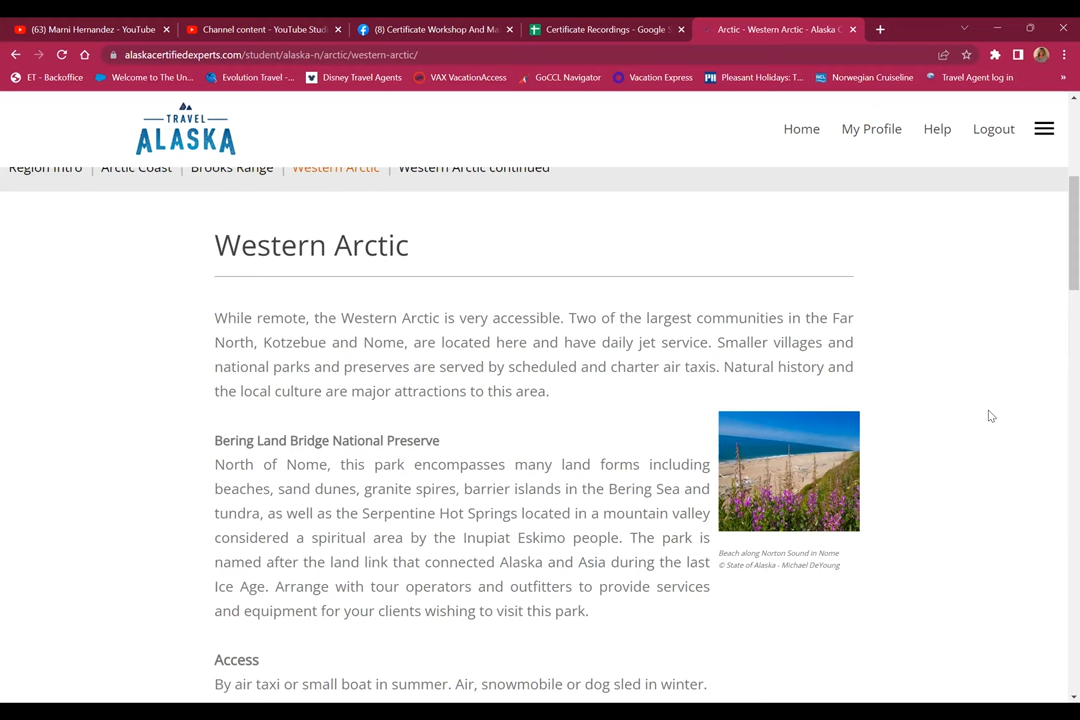 (63) Marni Hernandez - YouTube
Channel content - YouTube Stud
(8) Certificate Workshop And Ma
Certificate Recordings - Google S
Arctic - Western Arctic - Alaska C
alaskacertifiedexperts.com/student/alaska-n/arctic/western-arctic/
ET - Backoffice
Welcome to The Un...
Evolution Travel -...
Disney Travel Agents
VAX VacationAccess
GoCCL Navigator
Vacation Express
Pleasant Holidays: T...
Norwegian Cruiseline
Travel Agent log in
TRAVEL
ALASKA
Home
My Profile
Help
Logout
Region Intro | Arctic Coast | Brooks Range | Western Arctic | Western Arctic continued
Western Arctic
While remote, the Western Arctic is very accessible. Two of the largest communities in the Far
North, Kotzebue and Nome, are located here and have daily jet service. Smaller villages and
national parks and preserves are served by scheduled and charter air taxis. Natural history and
the local culture are major attractions to this area.
Bering Land Bridge National Preserve
North of Nome, this park encompasses many land forms including
beaches, sand dunes, granite spires, barrier islands in the Bering Sea and
tundra, as well as the Serpentine Hot Springs located in a mountain valley
considered a spiritual area by the Inupiat Eskimo people. The park is
named after the land link that connected Alaska and Asia during the last
Ice Age. Arrange with tour operators and outfitters to provide services
and equipment for your clients wishing to visit this park.
Beach along Norton Sound in Nome
© State of Alaska - Michael DeYoung
Access
By air taxi or small boat in summer. Air, snowmobile or dog sled in winter.